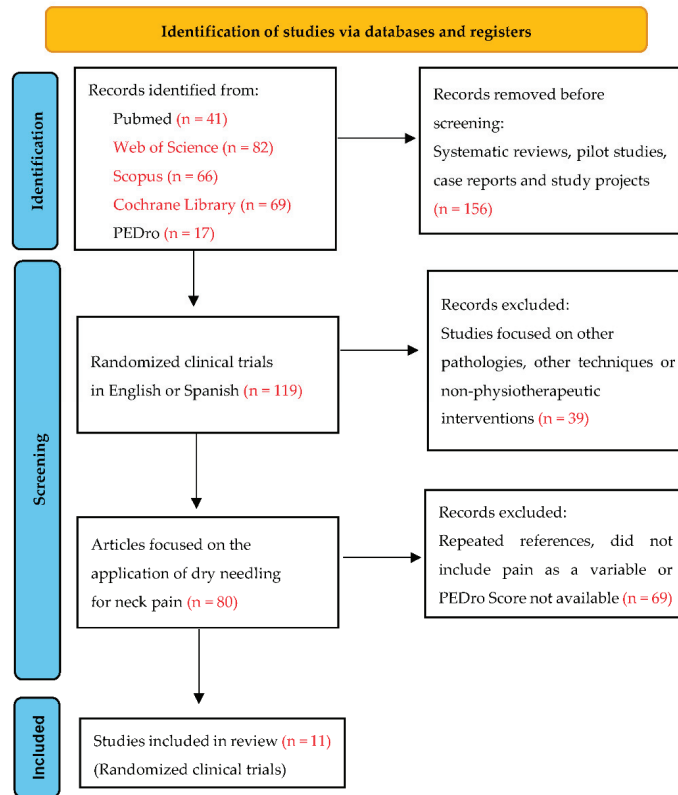 Identification of studies via databases and registers
Identification
Records identified from:
Pubmed (n = 41)
Web of Science (n = 82)
Scopus (n = 66)
Cochrane Library (n = 69)
PEDro (n = 17)
Records removed before
screening:
Systematic reviews, pilot studies,
case reports and study projects
(n = 156)
Screening
Randomized clinical trials
in English or Spanish (n = 119)
Records excluded:
Studies focused on other
pathologies, other techniques or
non-physiotherapeutic
interventions (n = 39)
Articles focused on the
application of dry needling
for neck pain (n = 80)
Records excluded:
Repeated references, did not
include pain as a variable or
PEDro Score not available (n = 69)
Included
Studies included in review (n = 11)
(Randomized clinical trials)